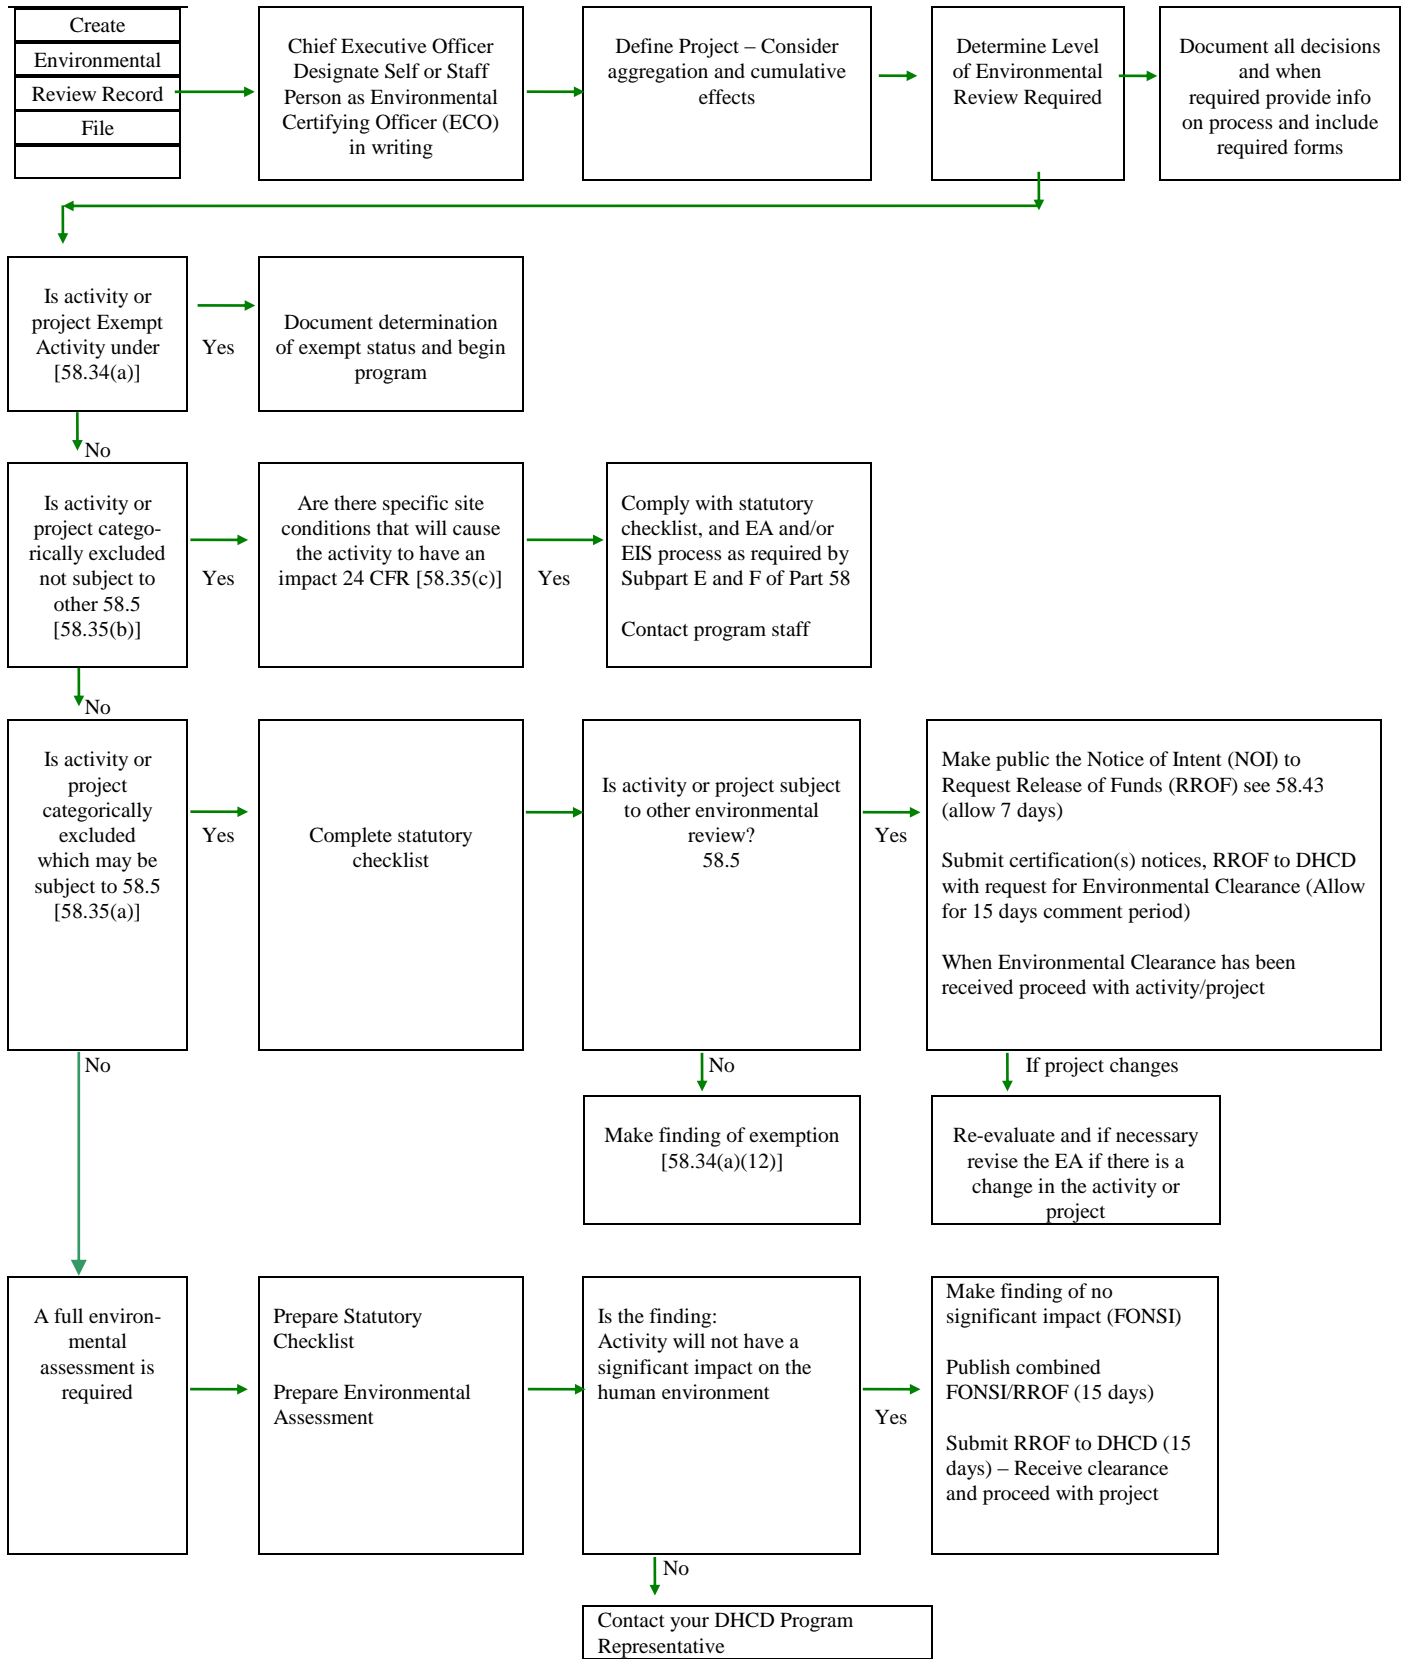 Create
Environmental
Review Record
File
Chief Executive Officer
Designate Self or Staff
Person as Environmental
Certifying Officer (ECO)
in writing
Define Project – Consider
aggregation and cumulative
effects
Determine Level
of Environmental
Review Required
Document all decisions
and when
required provide info
on process and include
required forms
Is activity or
project Exempt
Activity under
[58.34(a)]
Yes
Document determination
of exempt status and begin
program
No
Is activity or
project catego-
rically excluded
not subject to
other 58.5
[58.35(b)]
Yes
Are there specific site
conditions that will cause
the activity to have an
impact 24 CFR [58.35(c)]
Yes
Comply with statutory
checklist, and EA and/or
EIS process as required by
Subpart E and F of Part 58
Contact program staff
No
Is activity or
project
categorically
excluded
which may be
subject to 58.5
[58.35(a)]
Yes
Complete statutory
checklist
Is activity or project subject
to other environmental
review?
58.5
Yes
Make public the Notice of Intent (NOI) to
Request Release of Funds (RROF) see 58.43
(allow 7 days)
Submit certification(s) notices, RROF to DHCD
with request for Environmental Clearance (Allow
for 15 days comment period)
When Environmental Clearance has been
received proceed with activity/project
No
No
If project changes
Make finding of exemption
[58.34(a)(12)]
Re-evaluate and if necessary
revise the EA if there is a
change in the activity or
project
A full environ-
mental
assessment is
required
Prepare Statutory
Checklist
Prepare Environmental
Assessment
Is the finding:
Activity will not have a
significant impact on the
human environment
Yes
Make finding of no
significant impact (FONSI)
Publish combined
FONSI/RROF (15 days)
Submit RROF to DHCD (15
days) – Receive clearance
and proceed with project
No
Contact your DHCD Program
Representative